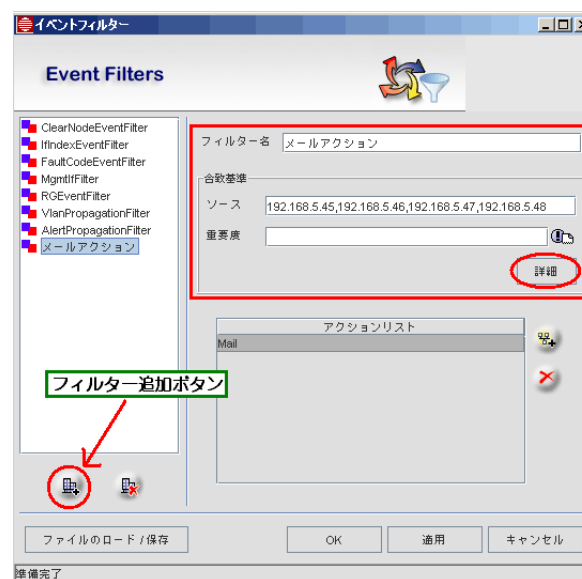 イベントフィルター
Event Filters
ClearNodeEventFilter
IfIndexEventFilter
FaultCodeEventFilter
MgmtIfFilter
RGEventFilter
VlanPropagationFilter
AlertPropagationFilter
メールアクション
フィルター名 メールアクション
合致基準
ソース 192.168.5.45,192.168.5.46,192.168.5.47,192.168.5.48
重要度
詳細
アクションリスト
Mail
フィルター追加ボタン
ファイルのロード / 保存 OK 適用 キャンセル
準備完了